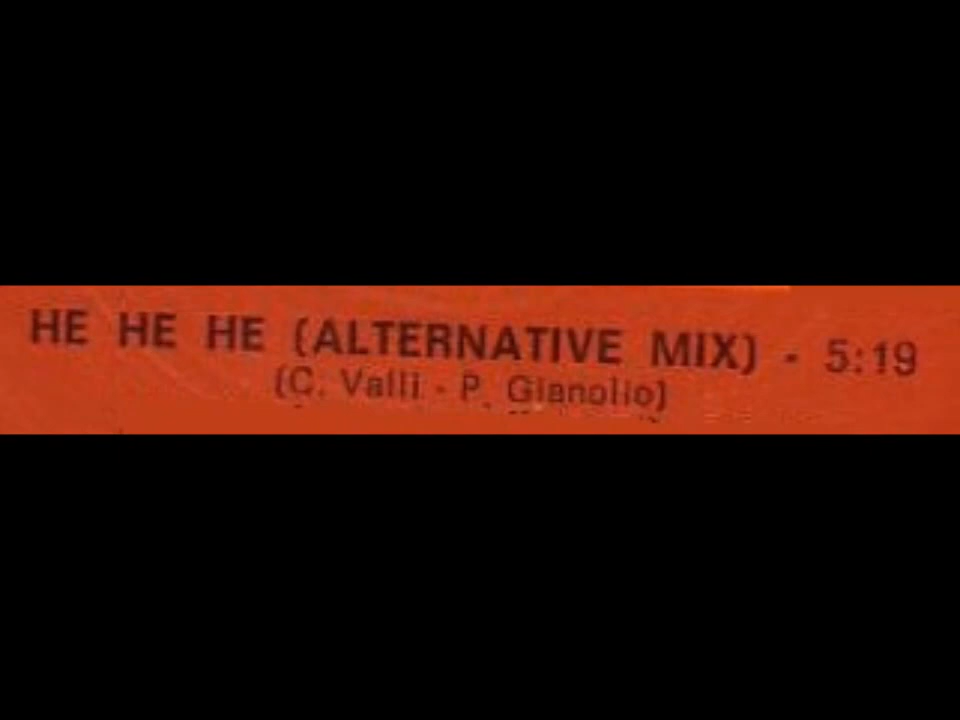 HE HE HE (ALTERNATIVE MIX) - 5:19
(C. Valli - P. Gianolio)